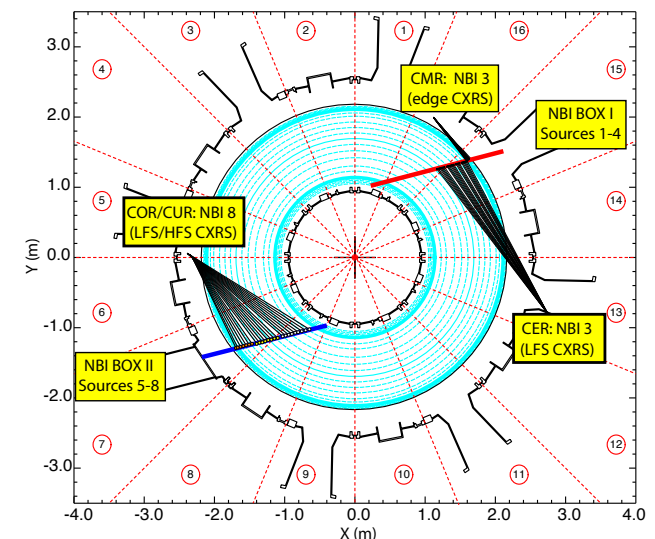 3
2
1
16
4
3.0
CMR: NBI 3
(edge CXRS)
15
NBI BOX I
Sources 1-4
2.0
14
5
1.0
COR/CUR: NBI 8
(LFS/HFS CXRS)
Y (m)
0.0
6
13
-1.0
CER: NBI 3
(LFS CXRS)
NBI BOX II
Sources 5-8
-2.0
7
12
-3.0
8
9
10
11
-4.0 -3.0 -2.0 -1.0 0.0 1.0 2.0 3.0 4.0
X (m)